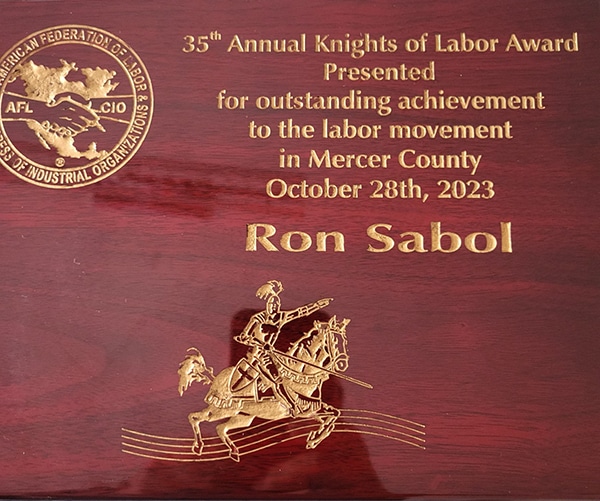 AMERICAN FEDERATION OF LABOR &
CONGRESS OF INDUSTRIAL ORGANIZATIONS
AFL CIO
®
35th Annual Knights of Labor Award
Presented
for outstanding achievement
to the labor movement
in Mercer County
October 28th, 2023
Ron Sabol